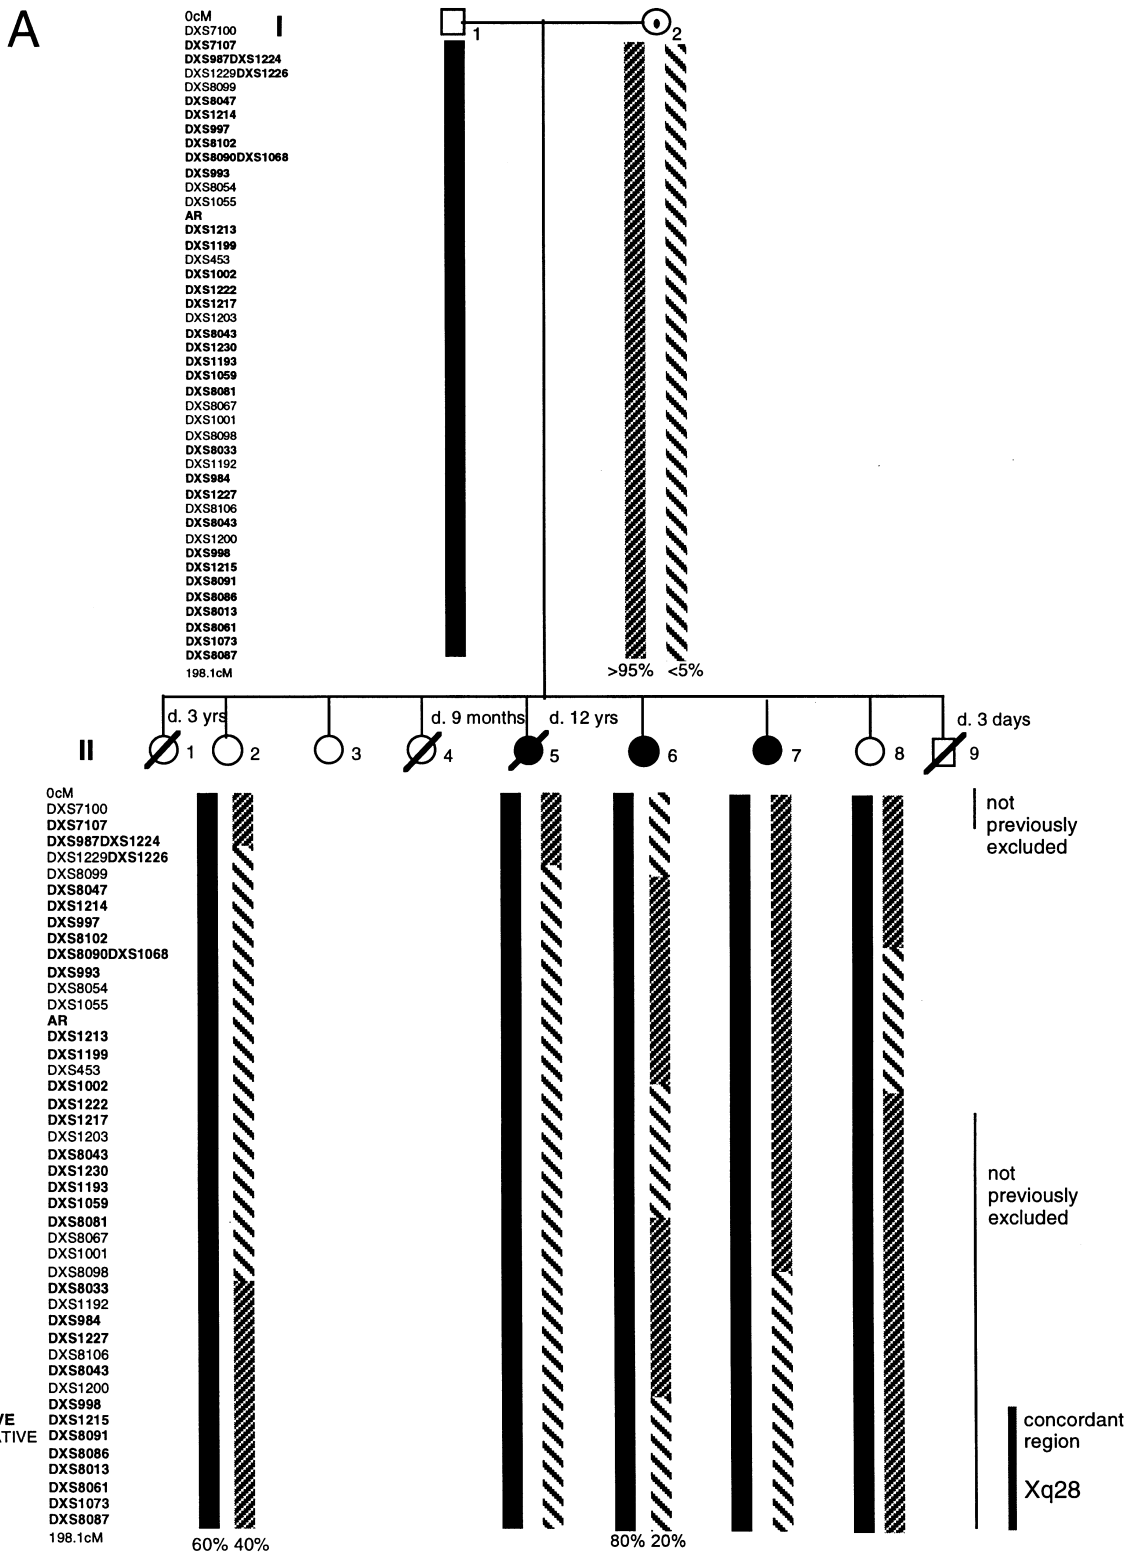 A
I
1
2
0cM
DXS7100
DXS7107
DXS987DXS1224
DXS1229DXS1226
DXS8099
DXS8047
DXS1214
DXS997
DXS8102
DXS8090DXS1068
DXS993
DXS8054
DXS1055
AR
DXS1213
DXS1199
DXS453
DXS1002
DXS1222
DXS1217
DXS1203
DXS8043
DXS1230
DXS1193
DXS1059
DXS8081
DXS8067
DXS1001
DXS8098
DXS8033
DXS1192
DXS984
DXS1227
DXS8106
DXS8043
DXS1200
DXS998
DXS1215
DXS8091
DXS8086
DXS8013
DXS8061
DXS1073
DXS8087
198.1cM
>95% <5%
d. 3 yrs d. 9 months d. 12 yrs d. 3 days
II 1 2 3 4 5 6 7 8 9
0cM
DXS7100
DXS7107
DXS987DXS1224
DXS1229DXS1226
DXS8099
DXS8047
DXS1214
DXS997
DXS8102
DXS8090DXS1068
DXS993
DXS8054
DXS1055
AR
DXS1213
DXS1199
DXS453
DXS1002
DXS1222
DXS1217
DXS1203
DXS8043
DXS1230
DXS1193
DXS1059
DXS8081
DXS8067
DXS1001
DXS8098
DXS8033
DXS1192
DXS984
DXS1227
DXS8106
DXS8043
DXS1200
DXS998
VE DXS1215
TIVE DXS8091
DXS8086
DXS8013
DXS8061
DXS1073
DXS8087
198.1cM
60% 40% 80% 20%
not
previously
excluded
not
previously
excluded
concordant
region
Xq28